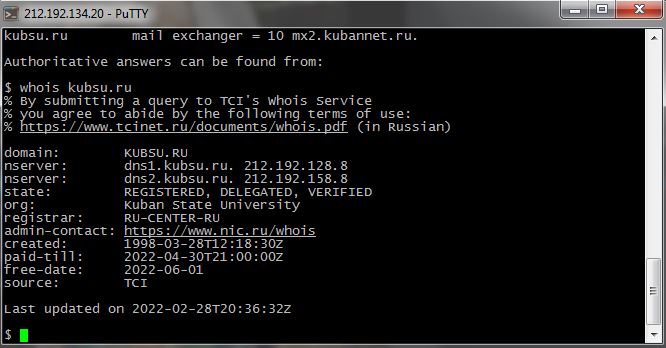 212.192.134.20 - PuTTY
kubsu.ru        mail exchanger = 10 mx2.kubannet.ru.
Authoritative answers can be found from:
$ whois kubsu.ru
% By submitting a query to TCI's Whois Service
% you agree to abide by the following terms of use:
% https://www.tcinet.ru/documents/whois.pdf (in Russian)
domain:        KUBSU.RU
nserver:       dns1.kubsu.ru. 212.192.128.8
nserver:       dns2.kubsu.ru. 212.192.158.8
state:         REGISTERED, DELEGATED, VERIFIED
org:           Kuban State University
registrar:     RU-CENTER-RU
admin-contact: https://www.nic.ru/whois
created:       1998-03-28T12:18:30Z
paid-till:     2022-04-30T21:00:00Z
free-date:     2022-06-01
source:        TCI
Last updated on 2022-02-28T20:36:32Z
$